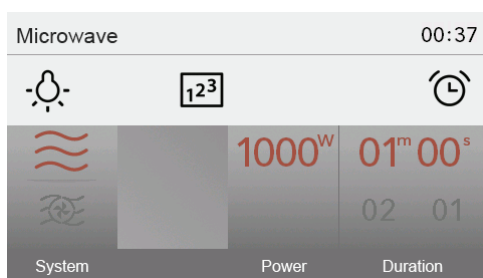 Microwave 00:37
123
1000W 01m 00s
02 01
System Power Duration